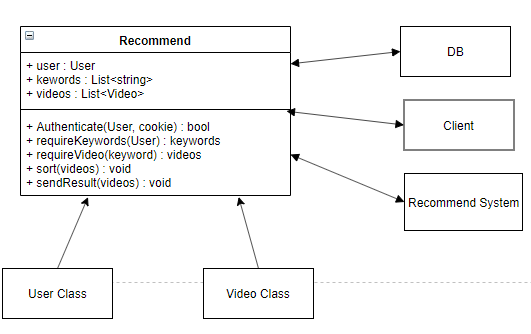 Recommend
+ user : User
+ kewords : List<string>
+ videos : List<Video>
+ Authenticate(User, cookie) : bool
+ requireKeywords(User) : keywords
+ requireVideo(keyword) : videos
+ sort(videos) : void
+ sendResult(videos) : void
DB
Client
Recommend System
User Class
Video Class